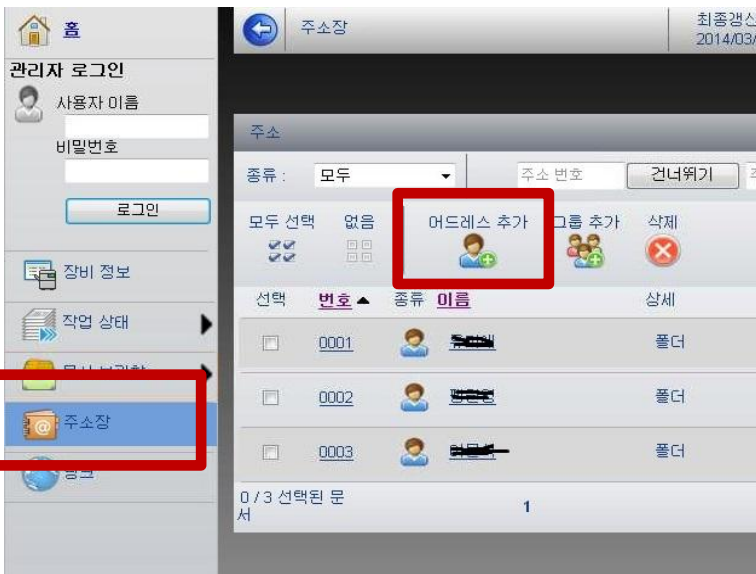 홈
관리자 로그인
사용자 이름
비밀번호
로그인
장비 정보
작업 상태
주소장
링크
주소장
최종갱신
2014/03/
주소
종류 : 모두 주소 번호 건너뛰기
모두 선택 없음 어드레스 추가 그룹 추가 삭제
선택 번호 종류 이름 상세
0001 폴더
0002 폴더
0003 폴더
0 / 3 선택된 문
서
1